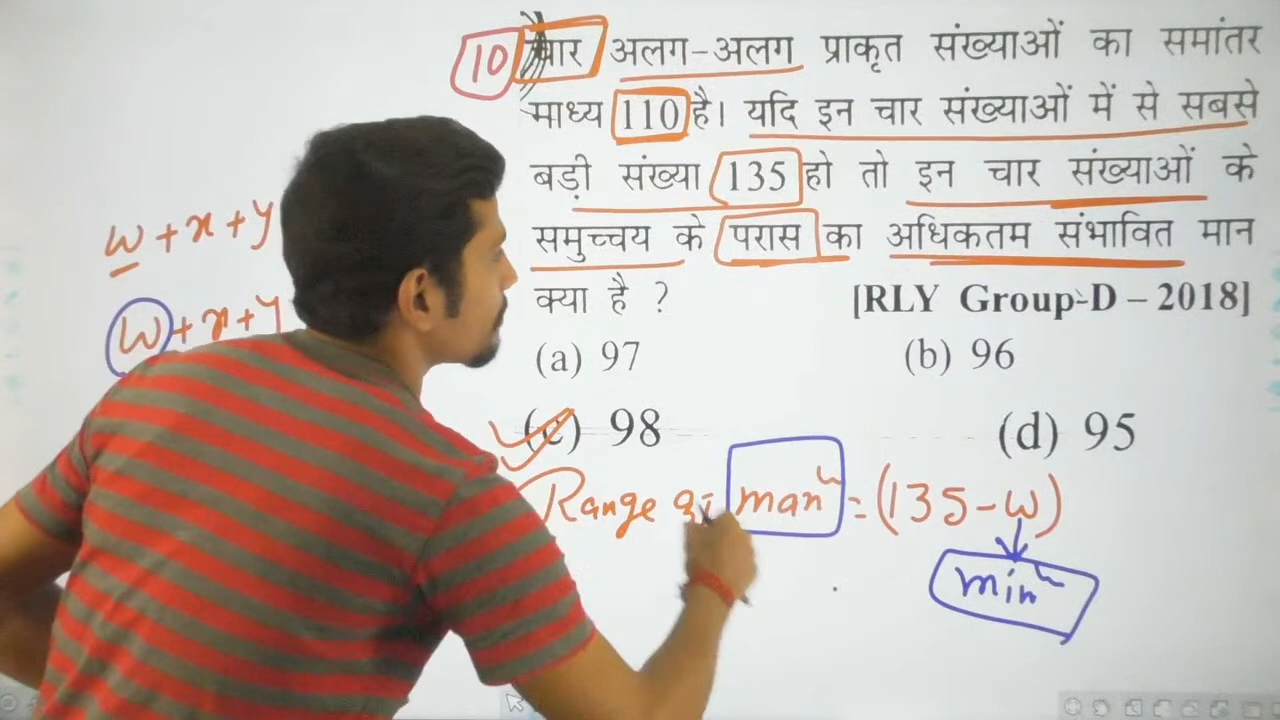 10 चार अलग-अलग प्राकृत संख्याओं का समांतर
माध्य 110 है। यदि इन चार संख्याओं में से सबसे
बड़ी संख्या 135 हो तो इन चार संख्याओं के
समुच्चय के परास का अधिकतम संभावित मान
क्या है ?
[RLY Group-D – 2018]
(a) 97
(b) 96
(c) 98
(d) 95
w + x + y
w + x + y
Range का manᵐ = (135 - w)
minᵐ